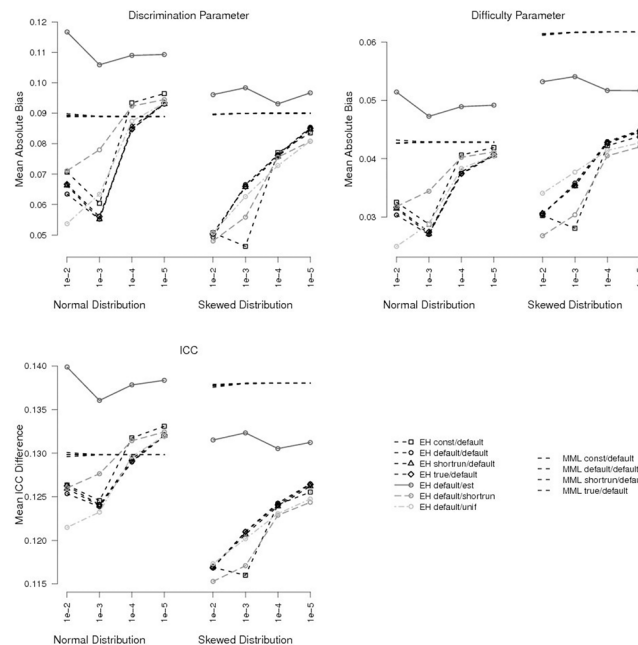 Discrimination Parameter
Mean Absolute Bias
0.12
0.11
0.10
0.09
0.08
0.07
0.06
0.05
1e-2
1e-3
1e-4
1e-5
1e-2
1e-3
1e-4
1e-5
Normal Distribution
Skewed Distribution
Difficulty Parameter
Mean Absolute Bias
0.06
0.05
0.04
0.03
1e-2
1e-3
1e-4
1e-5
1e-2
1e-3
1e-4
1e-5
Normal Distribution
Skewed Distribution
ICC
Mean ICC Difference
0.140
0.135
0.130
0.125
0.120
0.115
1e-2
1e-3
1e-4
1e-5
1e-2
1e-3
1e-4
1e-5
Normal Distribution
Skewed Distribution
EH const/default
EH default/default
EH shortrun/default
EH true/default
EH default/est
EH default/shortrun
EH default/unif
MML const/default
MML default/default
MML shortrun/defau
MML true/default